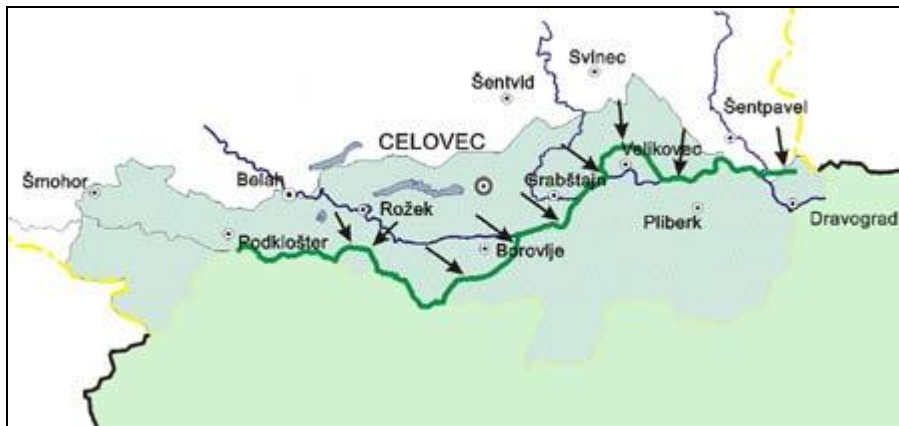 Svinec
Šentvid
Šentpavel
CELOVEC
Velikovec
Šmohor
Beljak
Grabštajn
Rožek
Pliberk
Dravograd
Podklošter
Borovlje